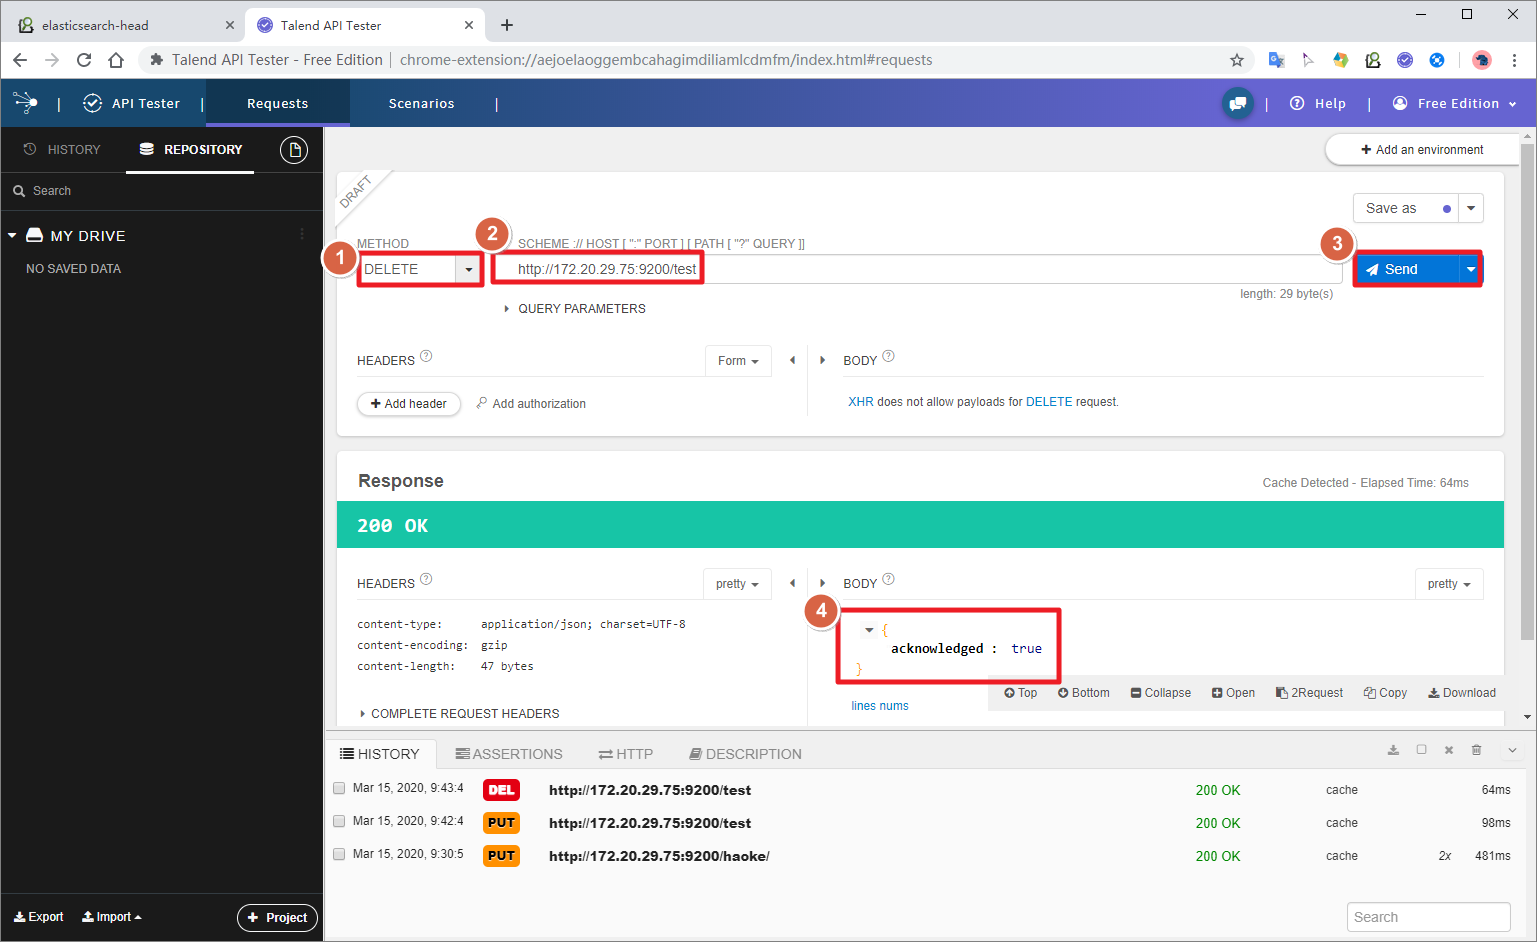 elasticsearch-head
Talend API Tester
Talend API Tester - Free Edition | chrome-extension://aejoelaoggembcahagimdiliamlcdmfm/index.html#requests
API Tester
Requests
Scenarios
Help
Free Edition
HISTORY
REPOSITORY
Add an environment
Search
DRAFT
Save as
MY DRIVE
METHOD
SCHEME :// HOST [ ":" PORT ] [ PATH [ "?" QUERY ]]
1
2
3
NO SAVED DATA
DELETE
http://172.20.29.75:9200/test
Send
length: 29 byte(s)
QUERY PARAMETERS
HEADERS ?
Form
BODY ?
Add header
Add authorization
XHR does not allow payloads for DELETE request.
Response
Cache Detected - Elapsed Time: 64ms
200 OK
HEADERS ?
pretty
BODY ?
pretty
4
content-type: application/json; charset=UTF-8
content-encoding: gzip
content-length: 47 bytes
{
acknowledged : true
}
Top
Bottom
Collapse
Open
2Request
Copy
Download
lines nums
COMPLETE REQUEST HEADERS
HISTORY
ASSERTIONS
HTTP
DESCRIPTION
Mar 15, 2020, 9:43:4 DEL http://172.20.29.75:9200/test 200 OK cache 64ms
Mar 15, 2020, 9:42:4 PUT http://172.20.29.75:9200/test 200 OK cache 98ms
Mar 15, 2020, 9:30:5 PUT http://172.20.29.75:9200/haoke/ 200 OK cache 2x 481ms
Export
Import
+ Project
Search